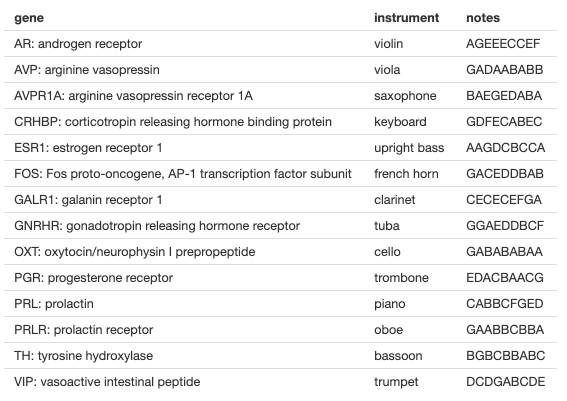 gene instrument notes
AR: androgen receptor violin AGEEECCEF
AVP: arginine vasopressin viola GADAABABB
AVPR1A: arginine vasopressin receptor 1A saxophone BAEGEDABA
CRHBP: corticotropin releasing hormone binding protein keyboard GDFECABEC
ESR1: estrogen receptor 1 upright bass AAGDCBCCA
FOS: Fos proto-oncogene, AP-1 transcription factor subunit french horn GACEDDBAB
GALR1: galanin receptor 1 clarinet CECECEFGA
GNRHR: gonadotropin releasing hormone receptor tuba GGAEDDBCF
OXT: oxytocin/neurophysin I prepropeptide cello GABABABAA
PGR: progesterone receptor trombone EDACBAACG
PRL: prolactin piano CABBCFGED
PRLR: prolactin receptor oboe GAABBCBBA
TH: tyrosine hydroxylase bassoon BGBCBBABC
VIP: vasoactive intestinal peptide trumpet DCDGABCDE